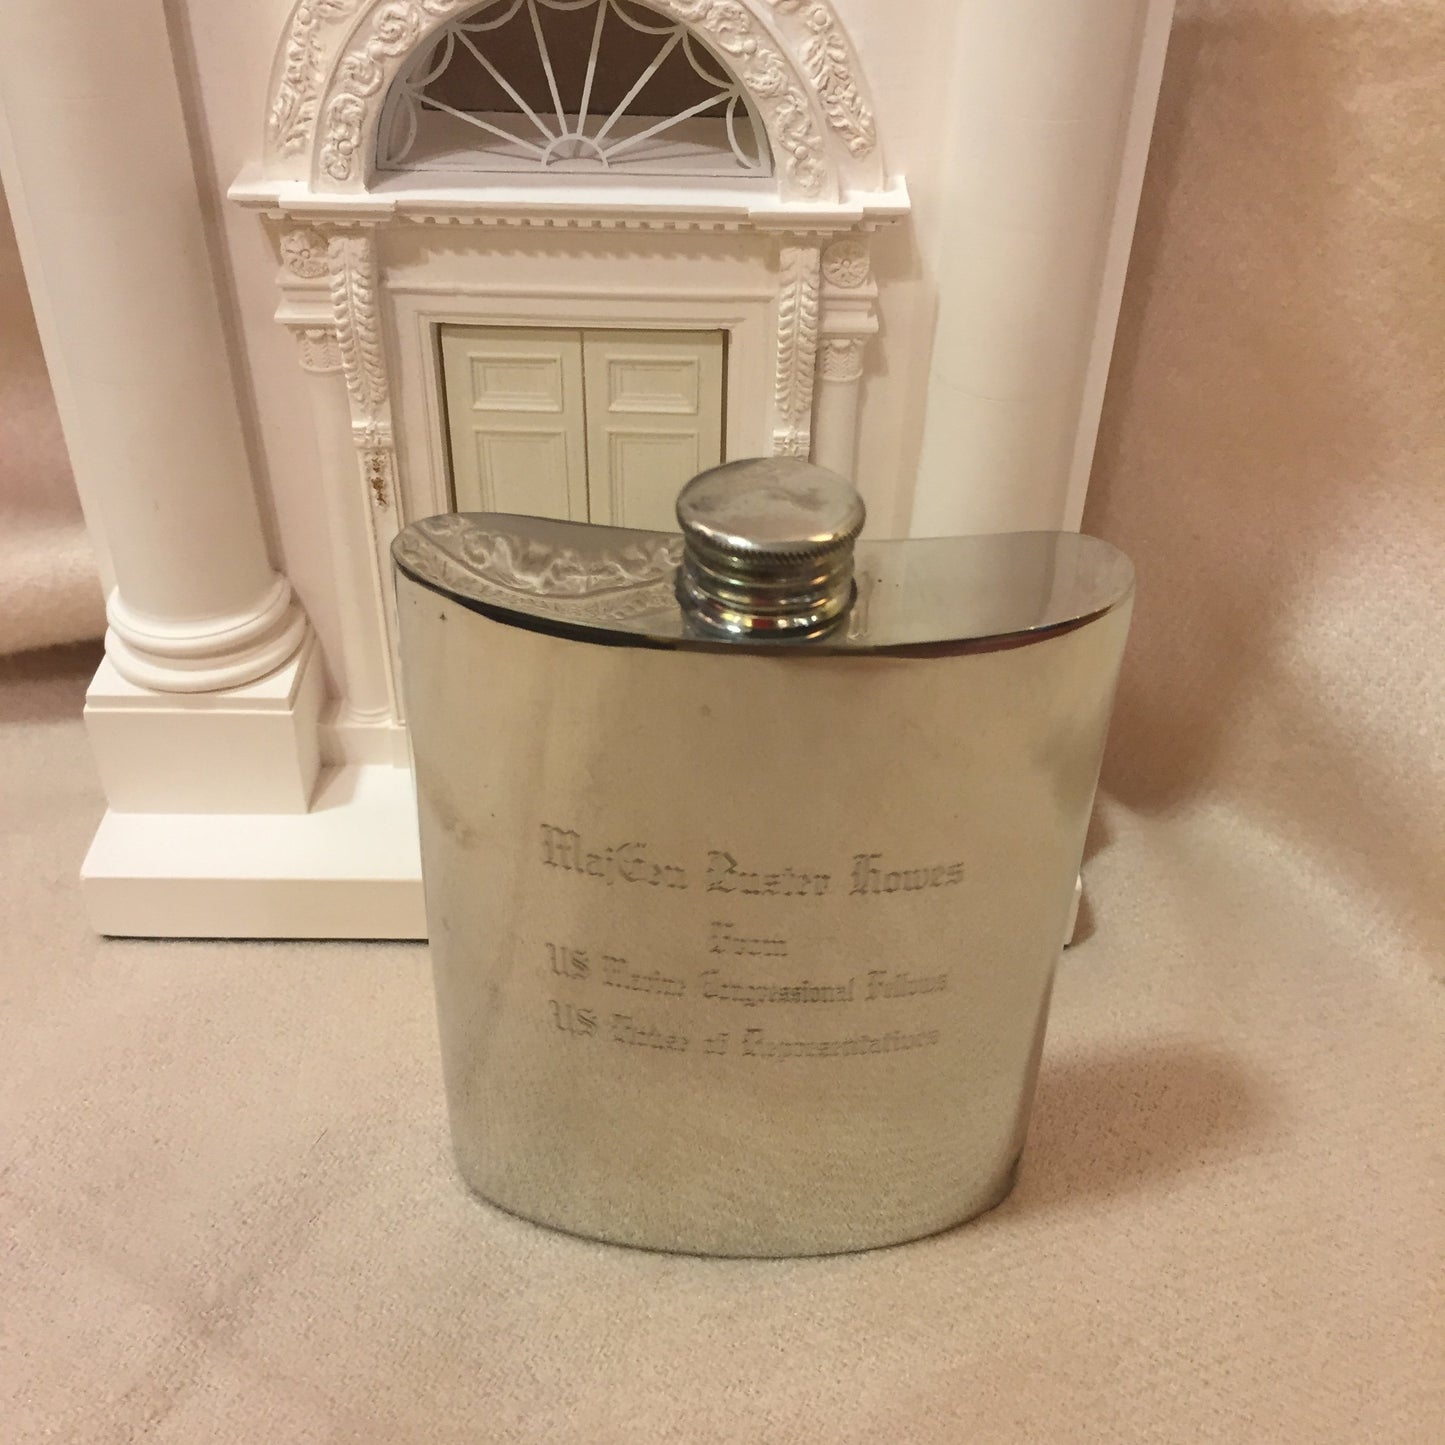 MajGen Buster Howes
From
US Marine Congressional Fellows
US House of Representatives